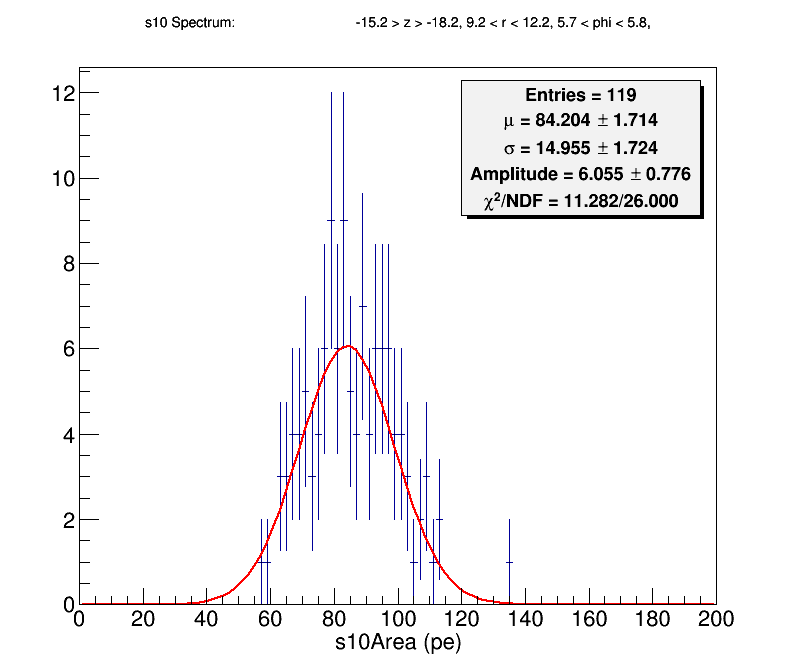 s10 Spectrum: -15.2 > z > -18.2, 9.2 < r < 12.2, 5.7 < phi < 5.8,
Entries = 119
μ = 84.204 ± 1.714
σ = 14.955 ± 1.724
Amplitude = 6.055 ± 0.776
χ²/NDF = 11.282/26.000
12
10
8
6
4
2
0
0 20 40 60 80 100 120 140 160 180 200
s10Area (pe)